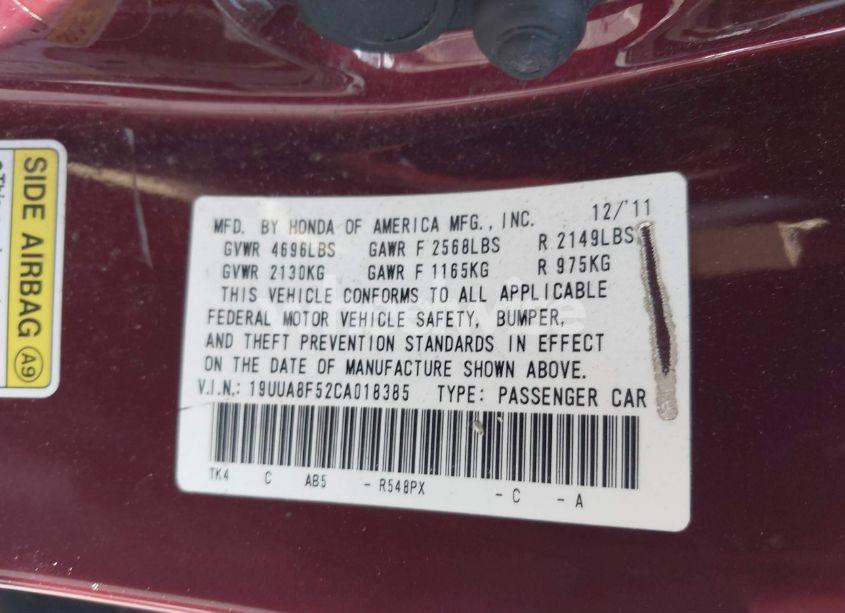 SIDE AIRBAG A9
MFD. BY HONDA OF AMERICA MFG., INC. 12/'11
GVWR 4696LBS GAWR F 2568LBS R 2149LBS
GVWR 2130KG GAWR F 1165KG R 975KG
THIS VEHICLE CONFORMS TO ALL APPLICABLE
FEDERAL MOTOR VEHICLE SAFETY, BUMPER,
AND THEFT PREVENTION STANDARDS IN EFFECT
ON THE DATE OF MANUFACTURE SHOWN ABOVE.
V.I.N.: 19UUA8F52CA018385 TYPE: PASSENGER CAR
TK4 C AB5 - R548PX - C - A